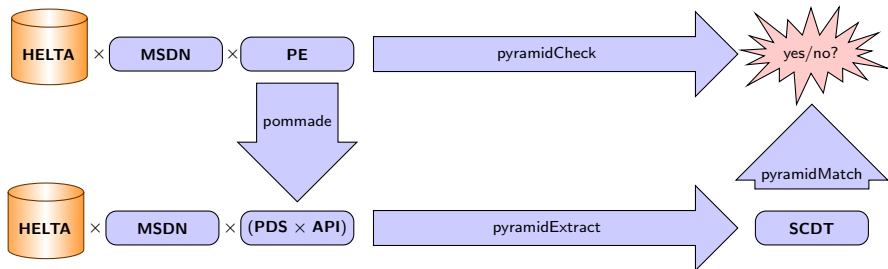 HELTA × MSDN × PE pyramidCheck yes/no?
pommade
pyramidMatch
HELTA × MSDN × (PDS × API) pyramidExtract SCDT